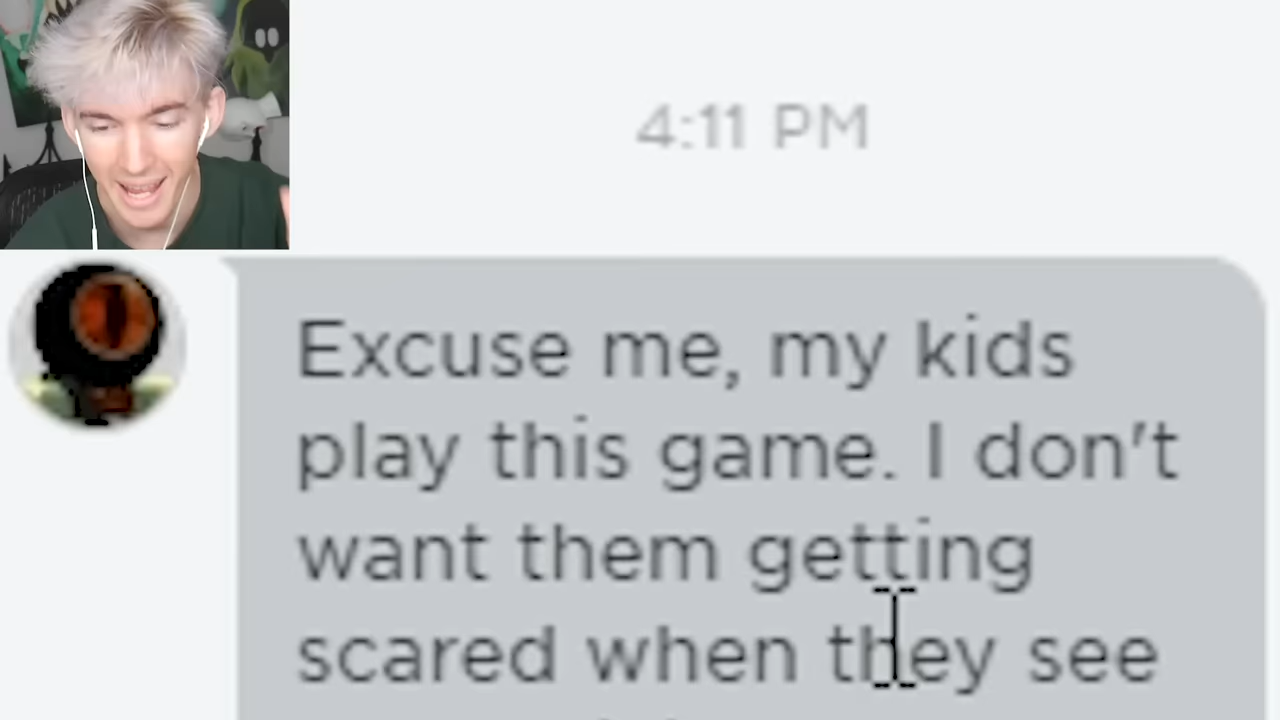 4:11 PM
Excuse me, my kids
play this game. I don't
want them getting
scared when they see